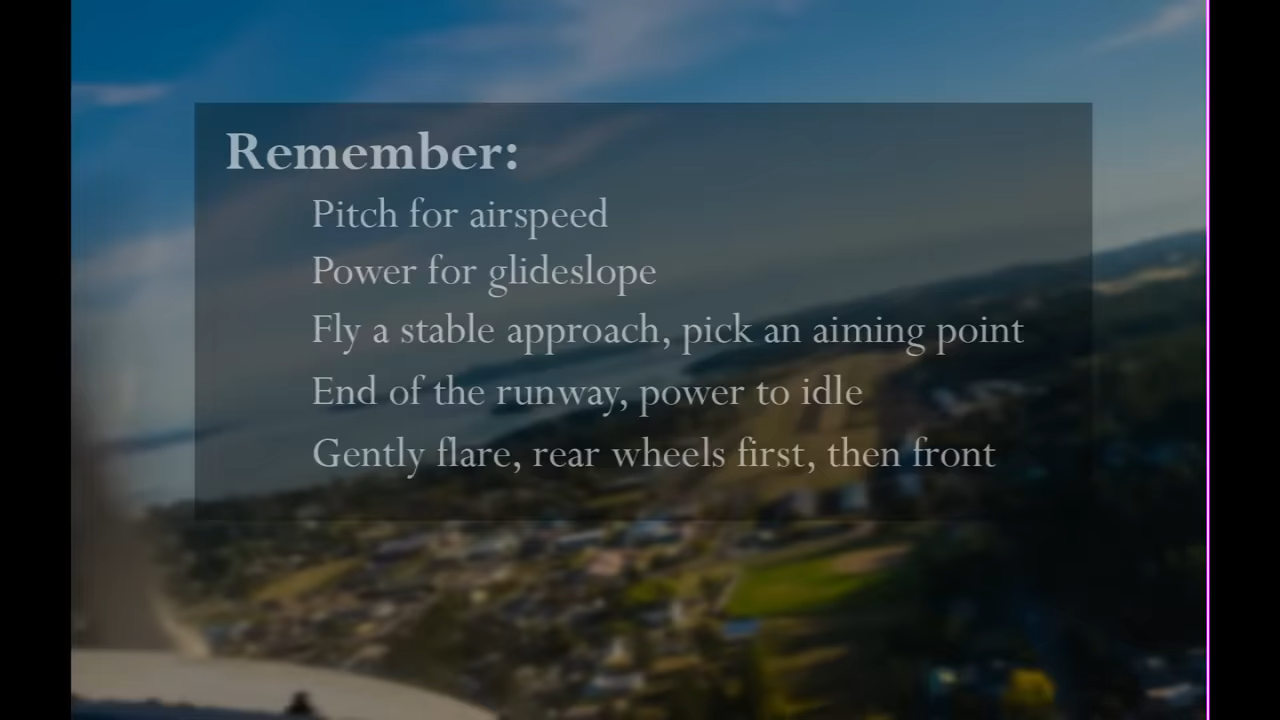 Remember:
Pitch for airspeed
Power for glideslope
Fly a stable approach, pick an aiming point
End of the runway, power to idle
Gently flare, rear wheels first, then front